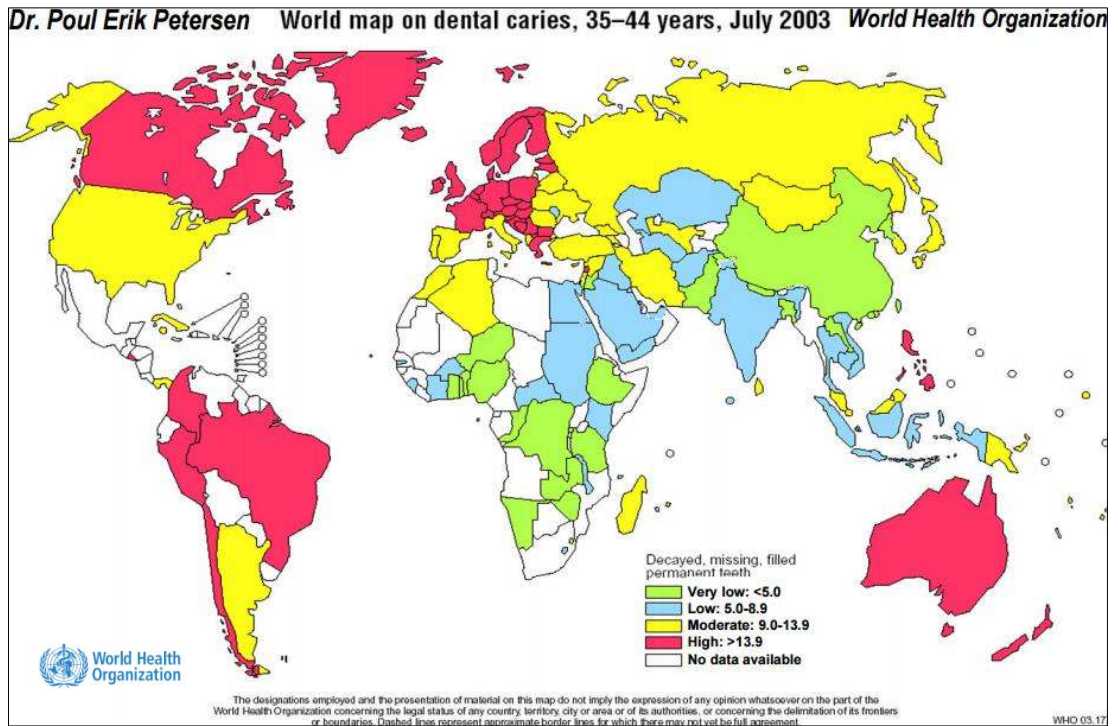 Dr. Poul Erik Petersen World map on dental caries, 35–44 years, July 2003 World Health Organization
Decayed, missing, filled
permanent teeth
Very low: <5.0
Low: 5.0-8.9
Moderate: 9.0-13.9
High: >13.9
No data available
World Health
Organization
The designations employed and the presentation of material on this map do not imply the expression of any opinion whatsoever on the part of the
World Health Organization concerning the legal status of any country, territory, city or area or of its authorities, or concerning the delimitation of its frontiers
or boundaries. Dashed lines represent approximate border lines for which there may not yet be full agreement.
WHO 03.17